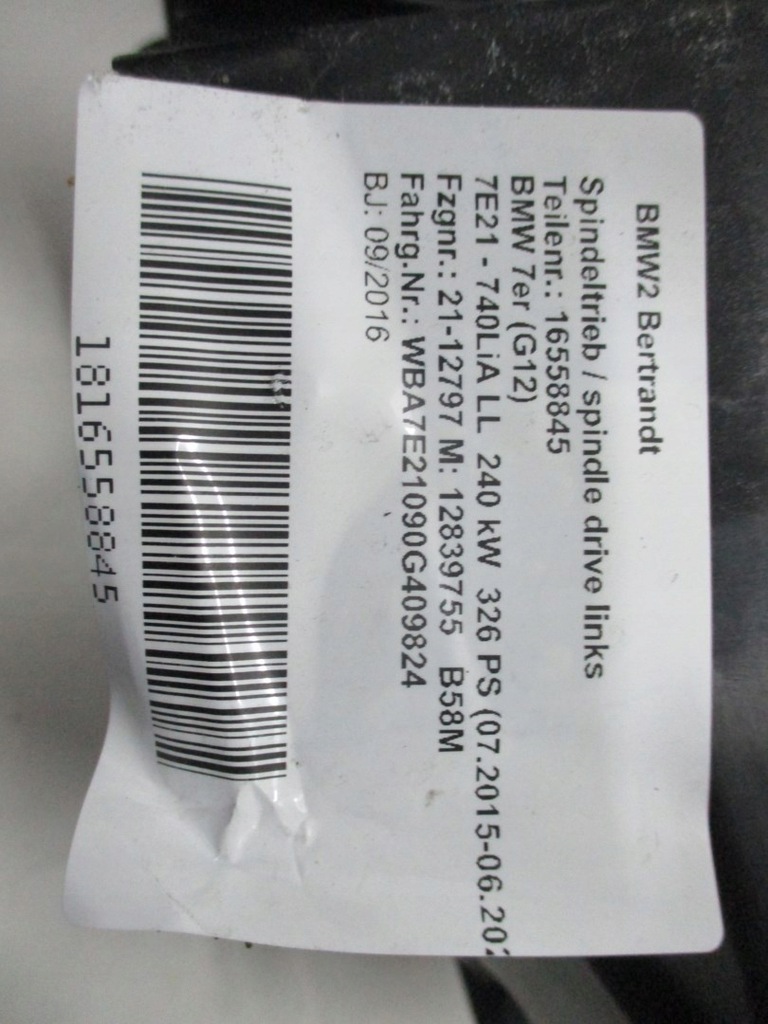 BMW2 Bertrandt
Spindeltrieb / spindle drive links
Teilenr.: 16558845
BMW 7er (G12)
7E21 - 740LiA LL 240 kW 326 PS (07.2015-06.202
Fzgnr.: 21-12797 M: 12839755 B58M
Fahrg.Nr.: WBA7E21090G409824
BJ: 09/2016
1816558845